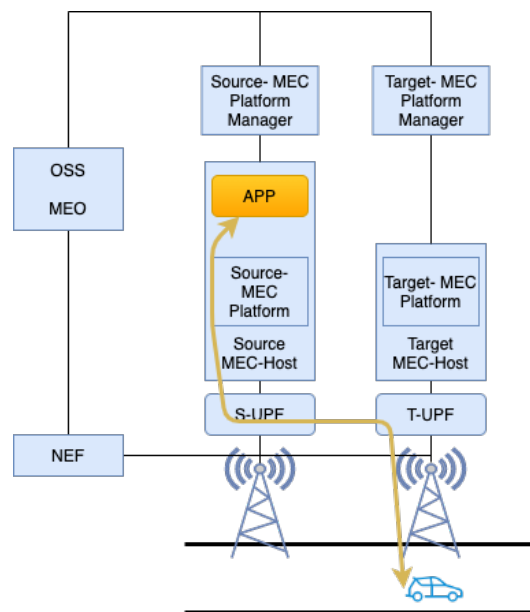 Source- MEC
Platform
Manager
Target- MEC
Platform
Manager
OSS
MEO
APP
Source-
MEC
Platform
Source
MEC-Host
Target- MEC
Platform
Target
MEC-Host
S-UPF
T-UPF
NEF